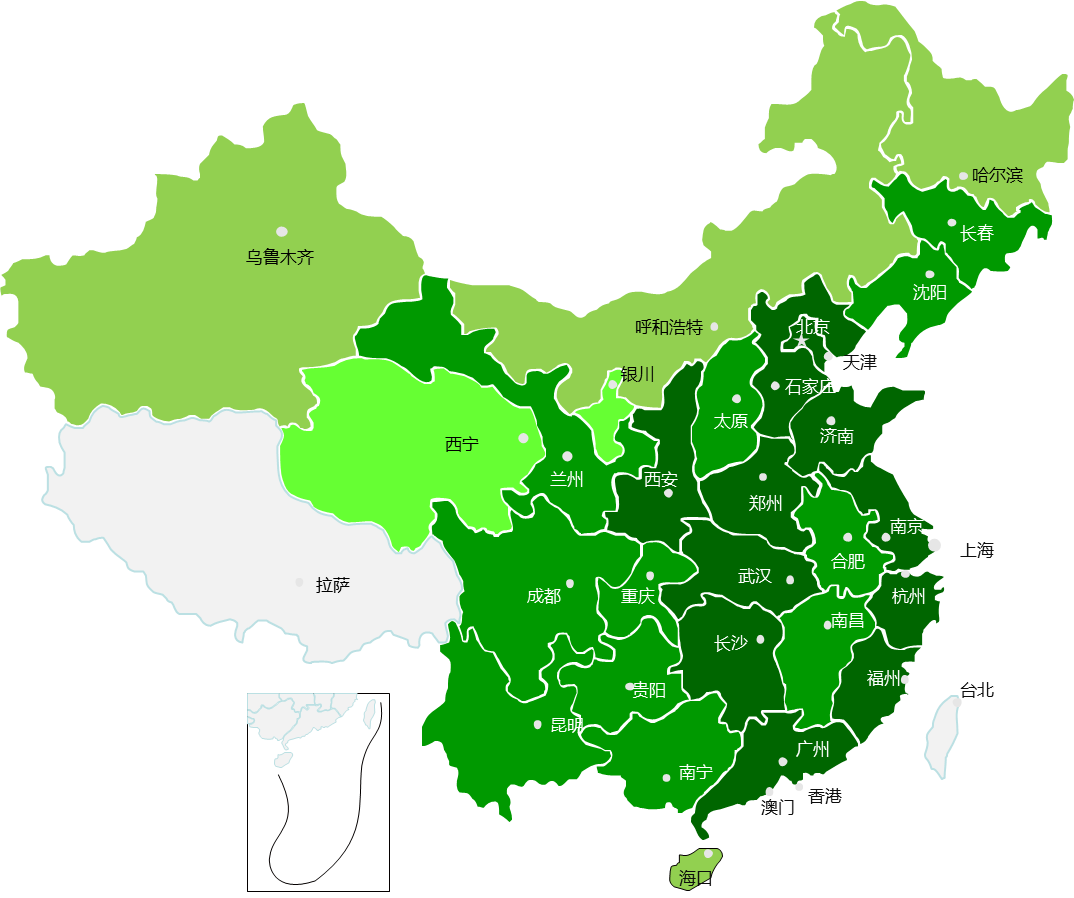 哈尔滨
长春
乌鲁木齐
沈阳
呼和浩特
北京
天津
银川
石家庄
太原
济南
西宁
兰州
西安
郑州
南京
上海
合肥
武汉
拉萨
成都
重庆
杭州
南昌
长沙
福州
贵阳
台北
昆明
广州
南宁
香港
澳门
海口